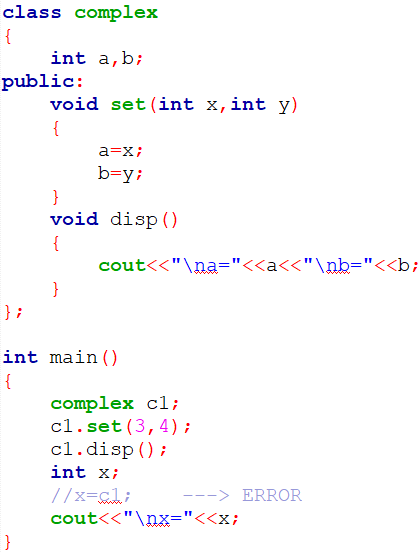 class complex
{
    int a,b;
public:
    void set(int x,int y)
    {
        a=x;
        b=y;
    }
    void disp()
    {
        cout<<"\na="<<a<<"\nb="<<b;
    }
};
int main()
{
    complex c1;
    c1.set(3,4);
    c1.disp();
    int x;
    //x=c1;    ---> ERROR
    cout<<"\nx="<<x;
}